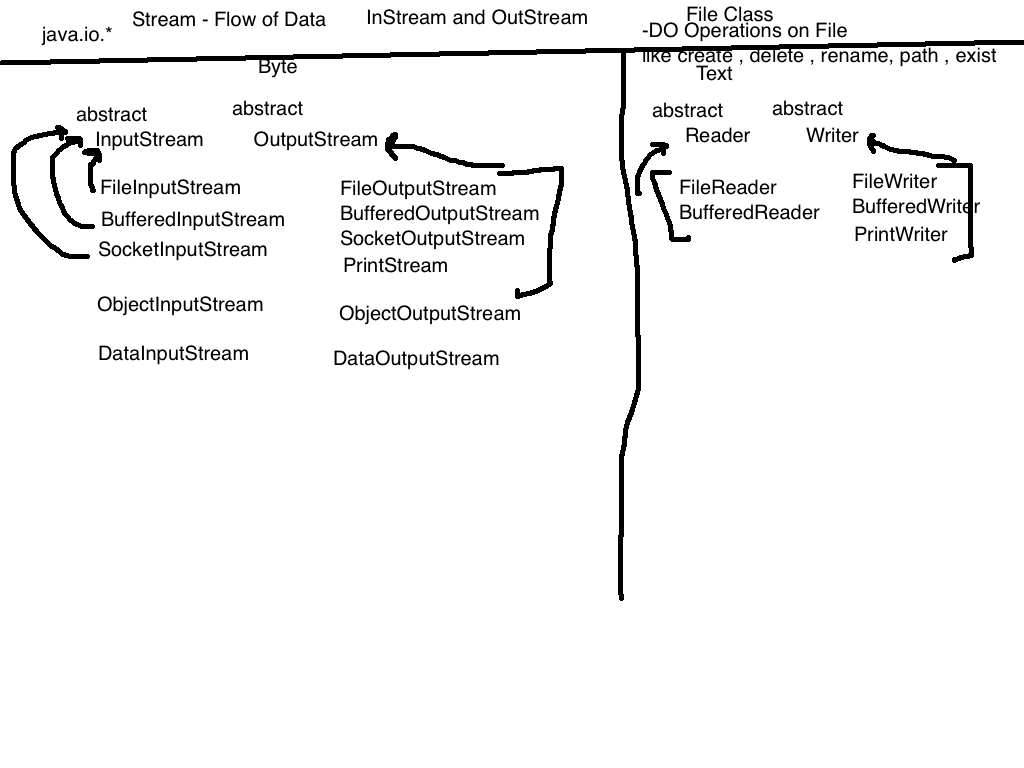 java.io.*
Stream - Flow of Data
InStream and OutStream
File Class
-DO Operations on File
like create , delete , rename, path , exist
Byte
abstract
abstract
InputStream
OutputStream
FileInputStream
FileOutputStream
BufferedInputStream
BufferedOutputStream
SocketInputStream
SocketOutputStream
PrintStream
ObjectInputStream
ObjectOutputStream
DataInputStream
DataOutputStream
Text
abstract
abstract
Reader
Writer
FileReader
FileWriter
BufferedReader
BufferedWriter
PrintWriter